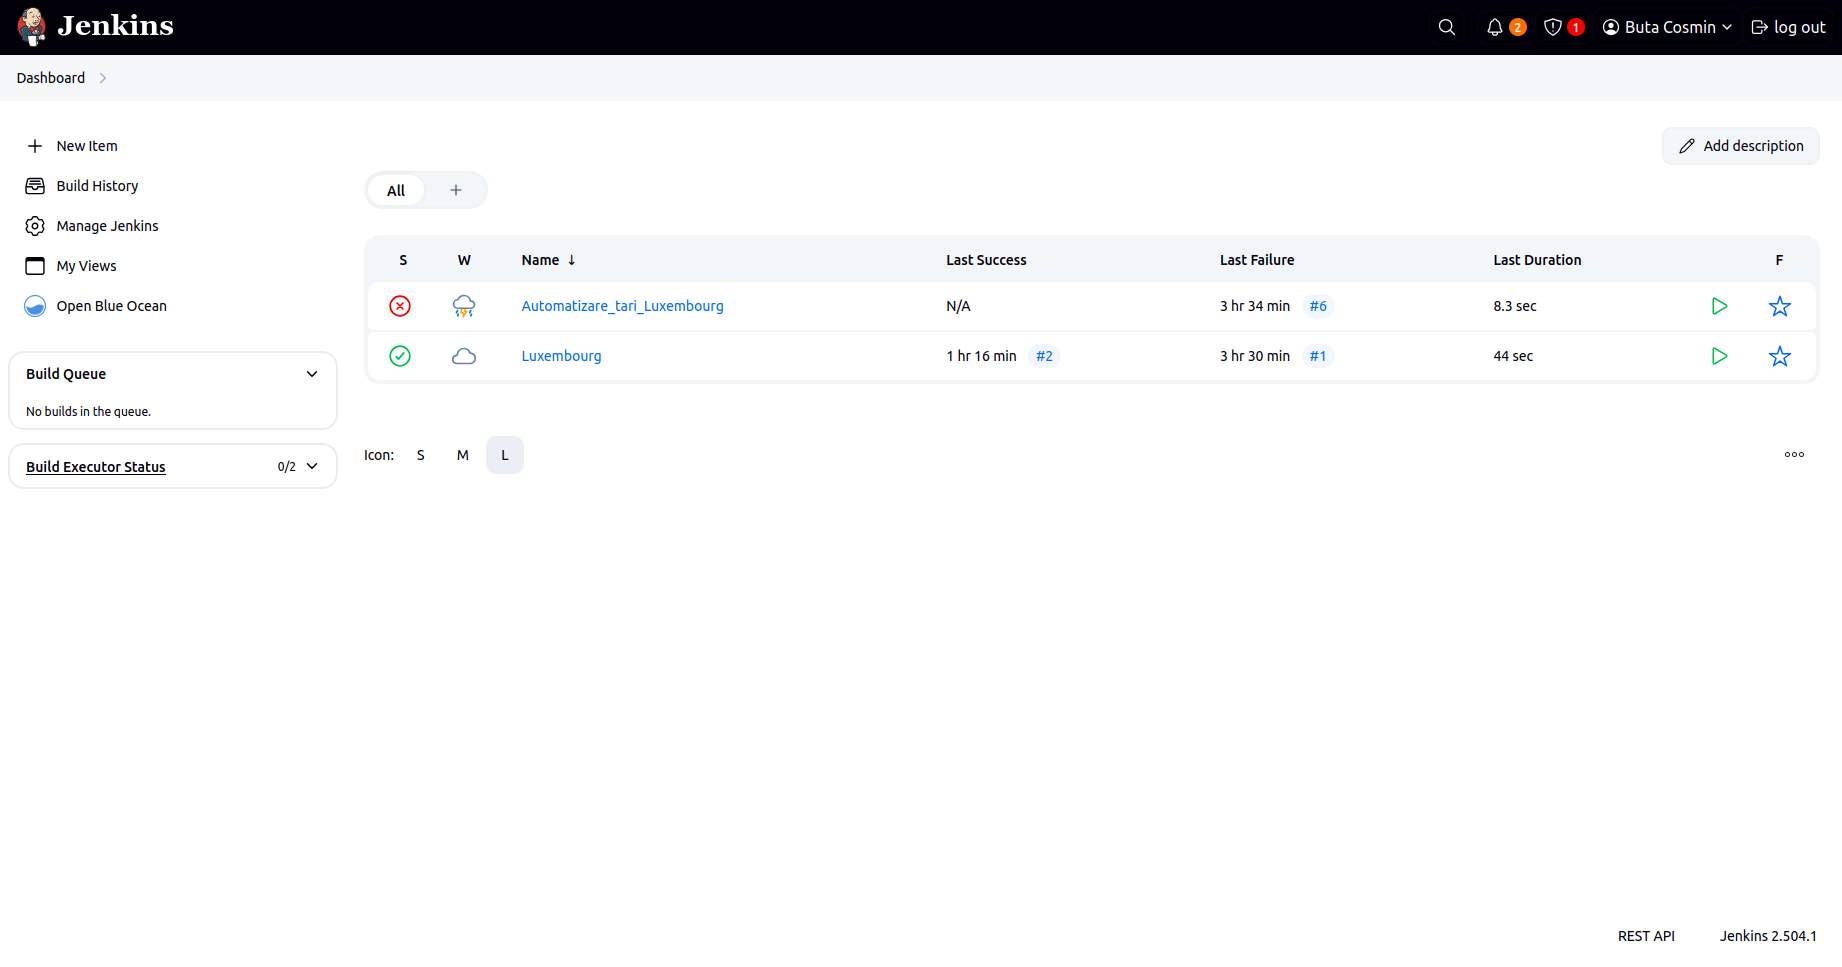 Jenkins
2
1
Buta Cosmin
log out
Dashboard
New Item
Build History
Manage Jenkins
My Views
Open Blue Ocean
Build Queue
No builds in the queue.
Build Executor Status 0/2
Add description
All
S W Name ↓ Last Success Last Failure Last Duration F
Automatizare_tari_Luxembourg N/A 3 hr 34 min #6 8.3 sec
Luxembourg 1 hr 16 min #2 3 hr 30 min #1 44 sec
Icon: S M L
REST API Jenkins 2.504.1